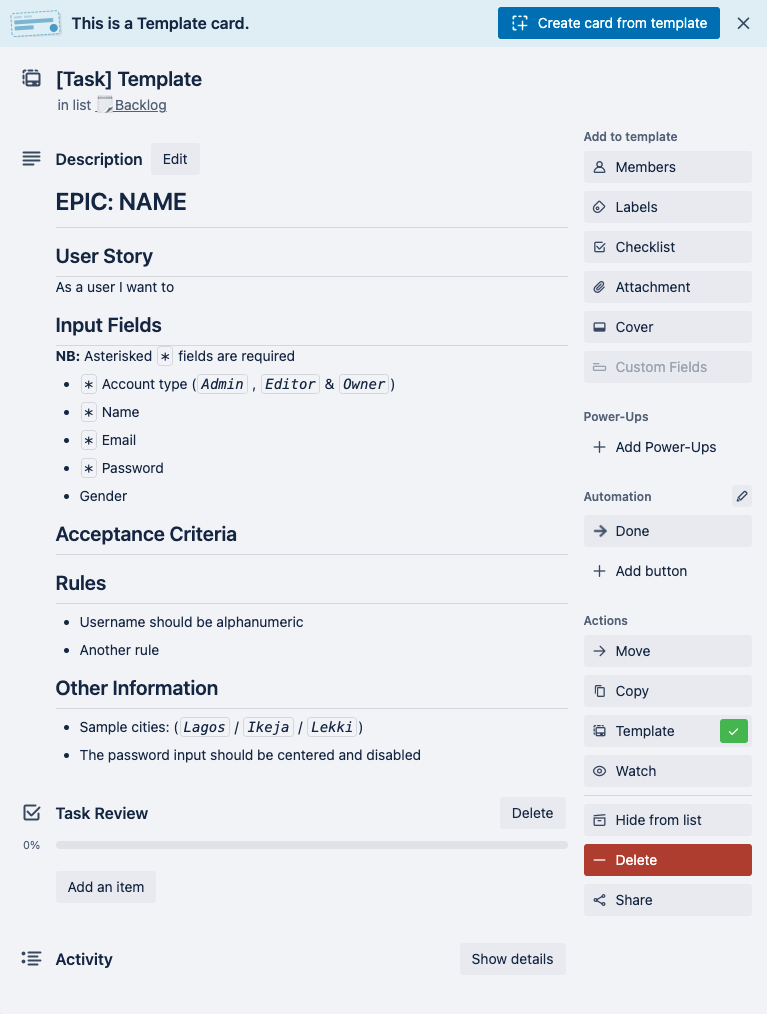 This is a Template card.
Create card from template
[Task] Template
in list Backlog
Description
Edit
EPIC: NAME
User Story
As a user I want to
Input Fields
NB: Asterisked * fields are required
* Account type (Admin, Editor & Owner)
* Name
* Email
* Password
Gender
Acceptance Criteria
Rules
Username should be alphanumeric
Another rule
Other Information
Sample cities: (Lagos / Ikeja / Lekki)
The password input should be centered and disabled
Task Review
Delete
0%
Add an item
Activity
Show details
Add to template
Members
Labels
Checklist
Attachment
Cover
Custom Fields
Power-Ups
Add Power-Ups
Automation
Done
Add button
Actions
Move
Copy
Template
Watch
Hide from list
Delete
Share